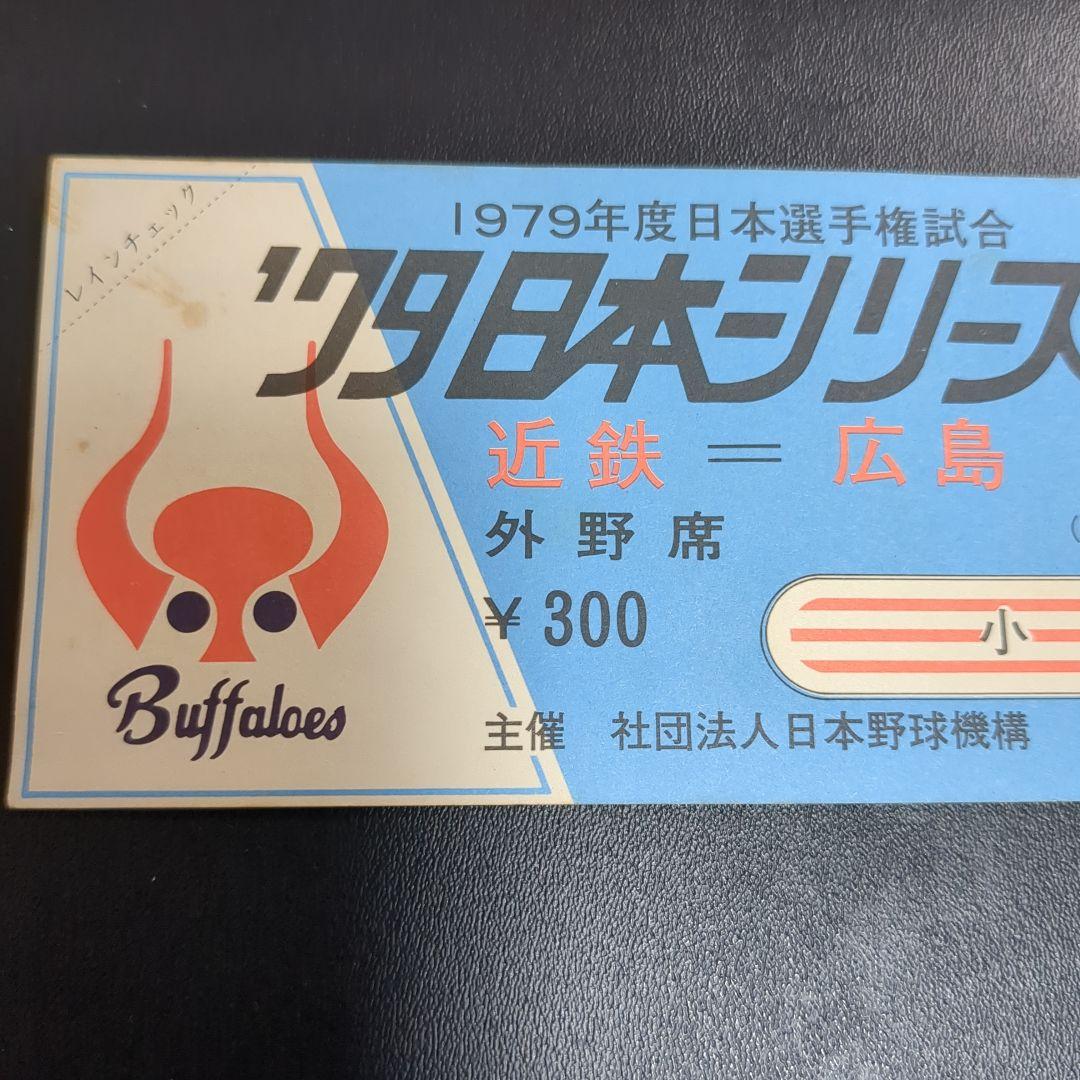 レインチェック
1979年度日本選手権試合
'79日本シリーズ
近鉄＝広島
外野席
¥300
小
主催 社団法人日本野球機構
Buffaloes